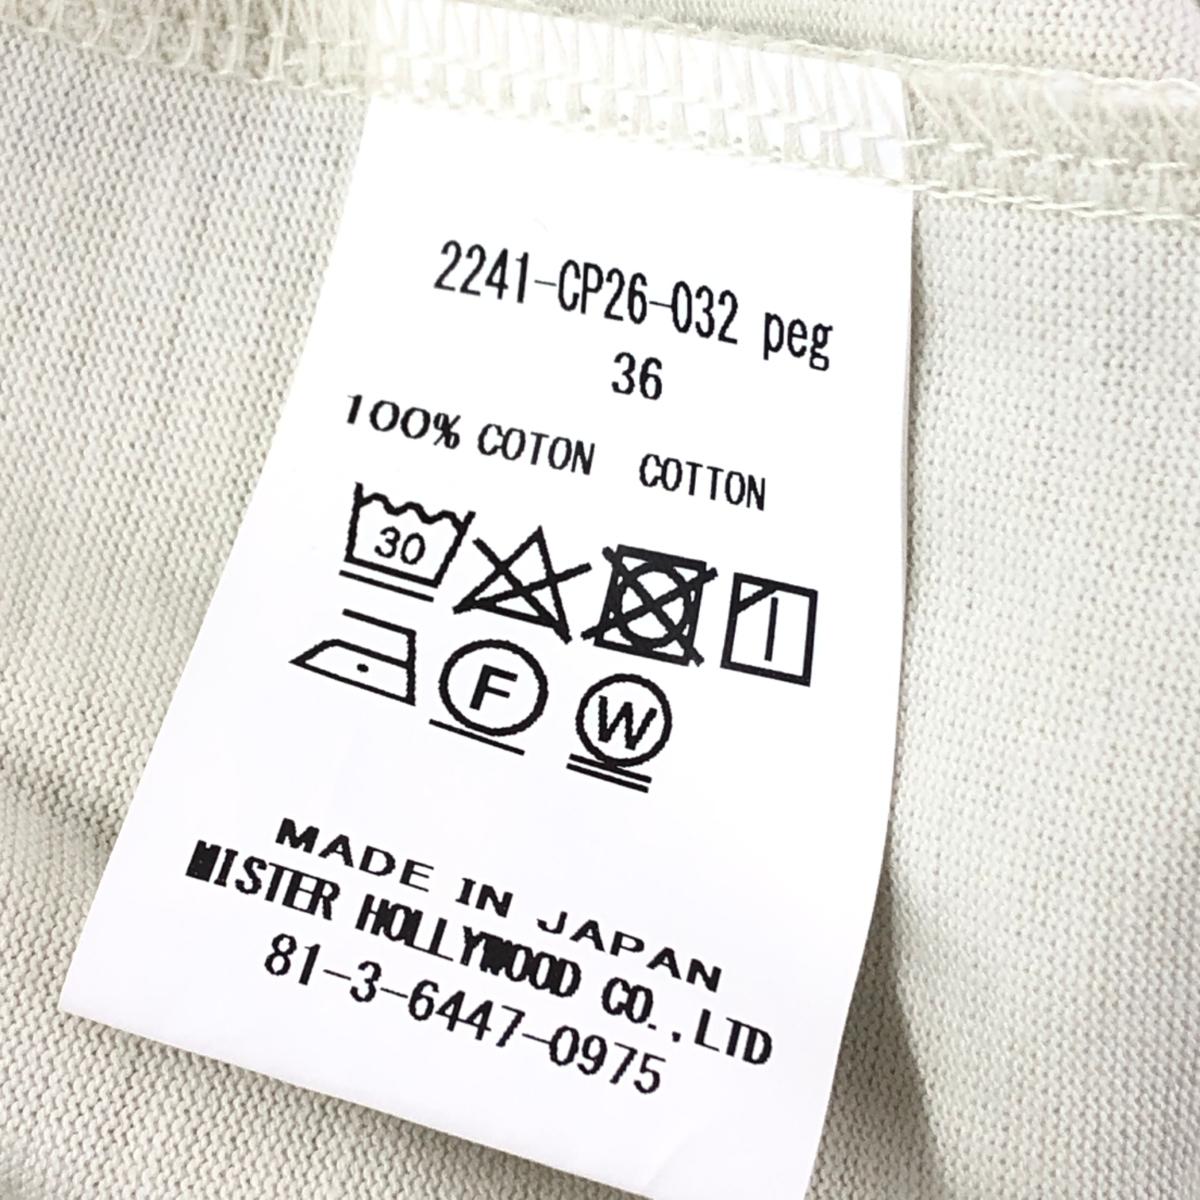 2241-CP26-032 peg
36
100% COTON COTTON
30
F W
MADE IN JAPAN
MISTER HOLLYWOOD CO.,LTD
81-3-6447-0975